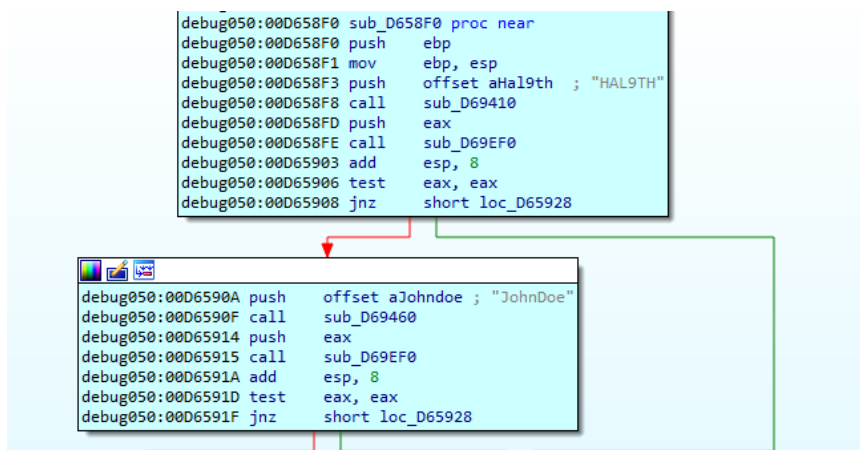 debug050:00D658F0 sub_D658F0 proc near
debug050:00D658F0 push ebp
debug050:00D658F1 mov ebp, esp
debug050:00D658F3 push offset aHal9th ; "HAL9TH"
debug050:00D658F8 call sub_D69410
debug050:00D658FD push eax
debug050:00D658FE call sub_D69EF0
debug050:00D65903 add esp, 8
debug050:00D65906 test eax, eax
debug050:00D65908 jnz short loc_D65928
debug050:00D6590A push offset aJohndoe ; "JohnDoe"
debug050:00D6590F call sub_D69460
debug050:00D65914 push eax
debug050:00D65915 call sub_D69EF0
debug050:00D6591A add esp, 8
debug050:00D6591D test eax, eax
debug050:00D6591F jnz short loc_D65928